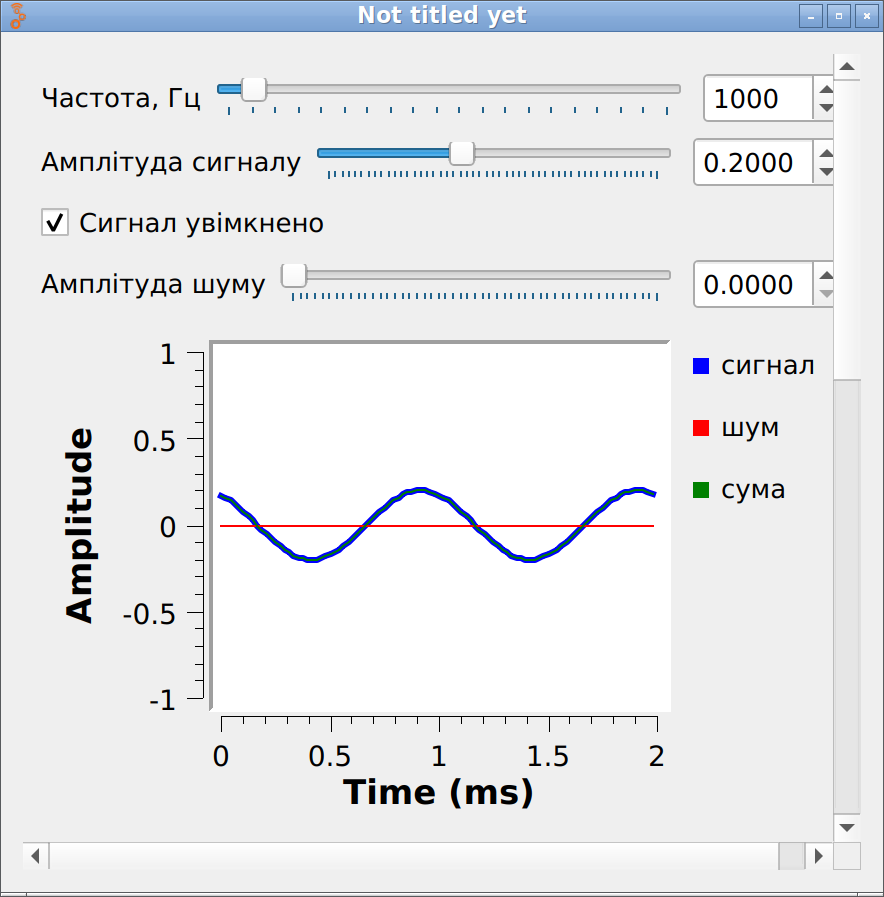 Not titled yet
Частота, Гц
1000
Амплітуда сигналу
0.2000
Сигнал увімкнено
Амплітуда шуму
0.0000
1
0.5
0
-0.5
-1
Amplitude
сигнал
шум
сума
0 0.5 1 1.5 2
Time (ms)